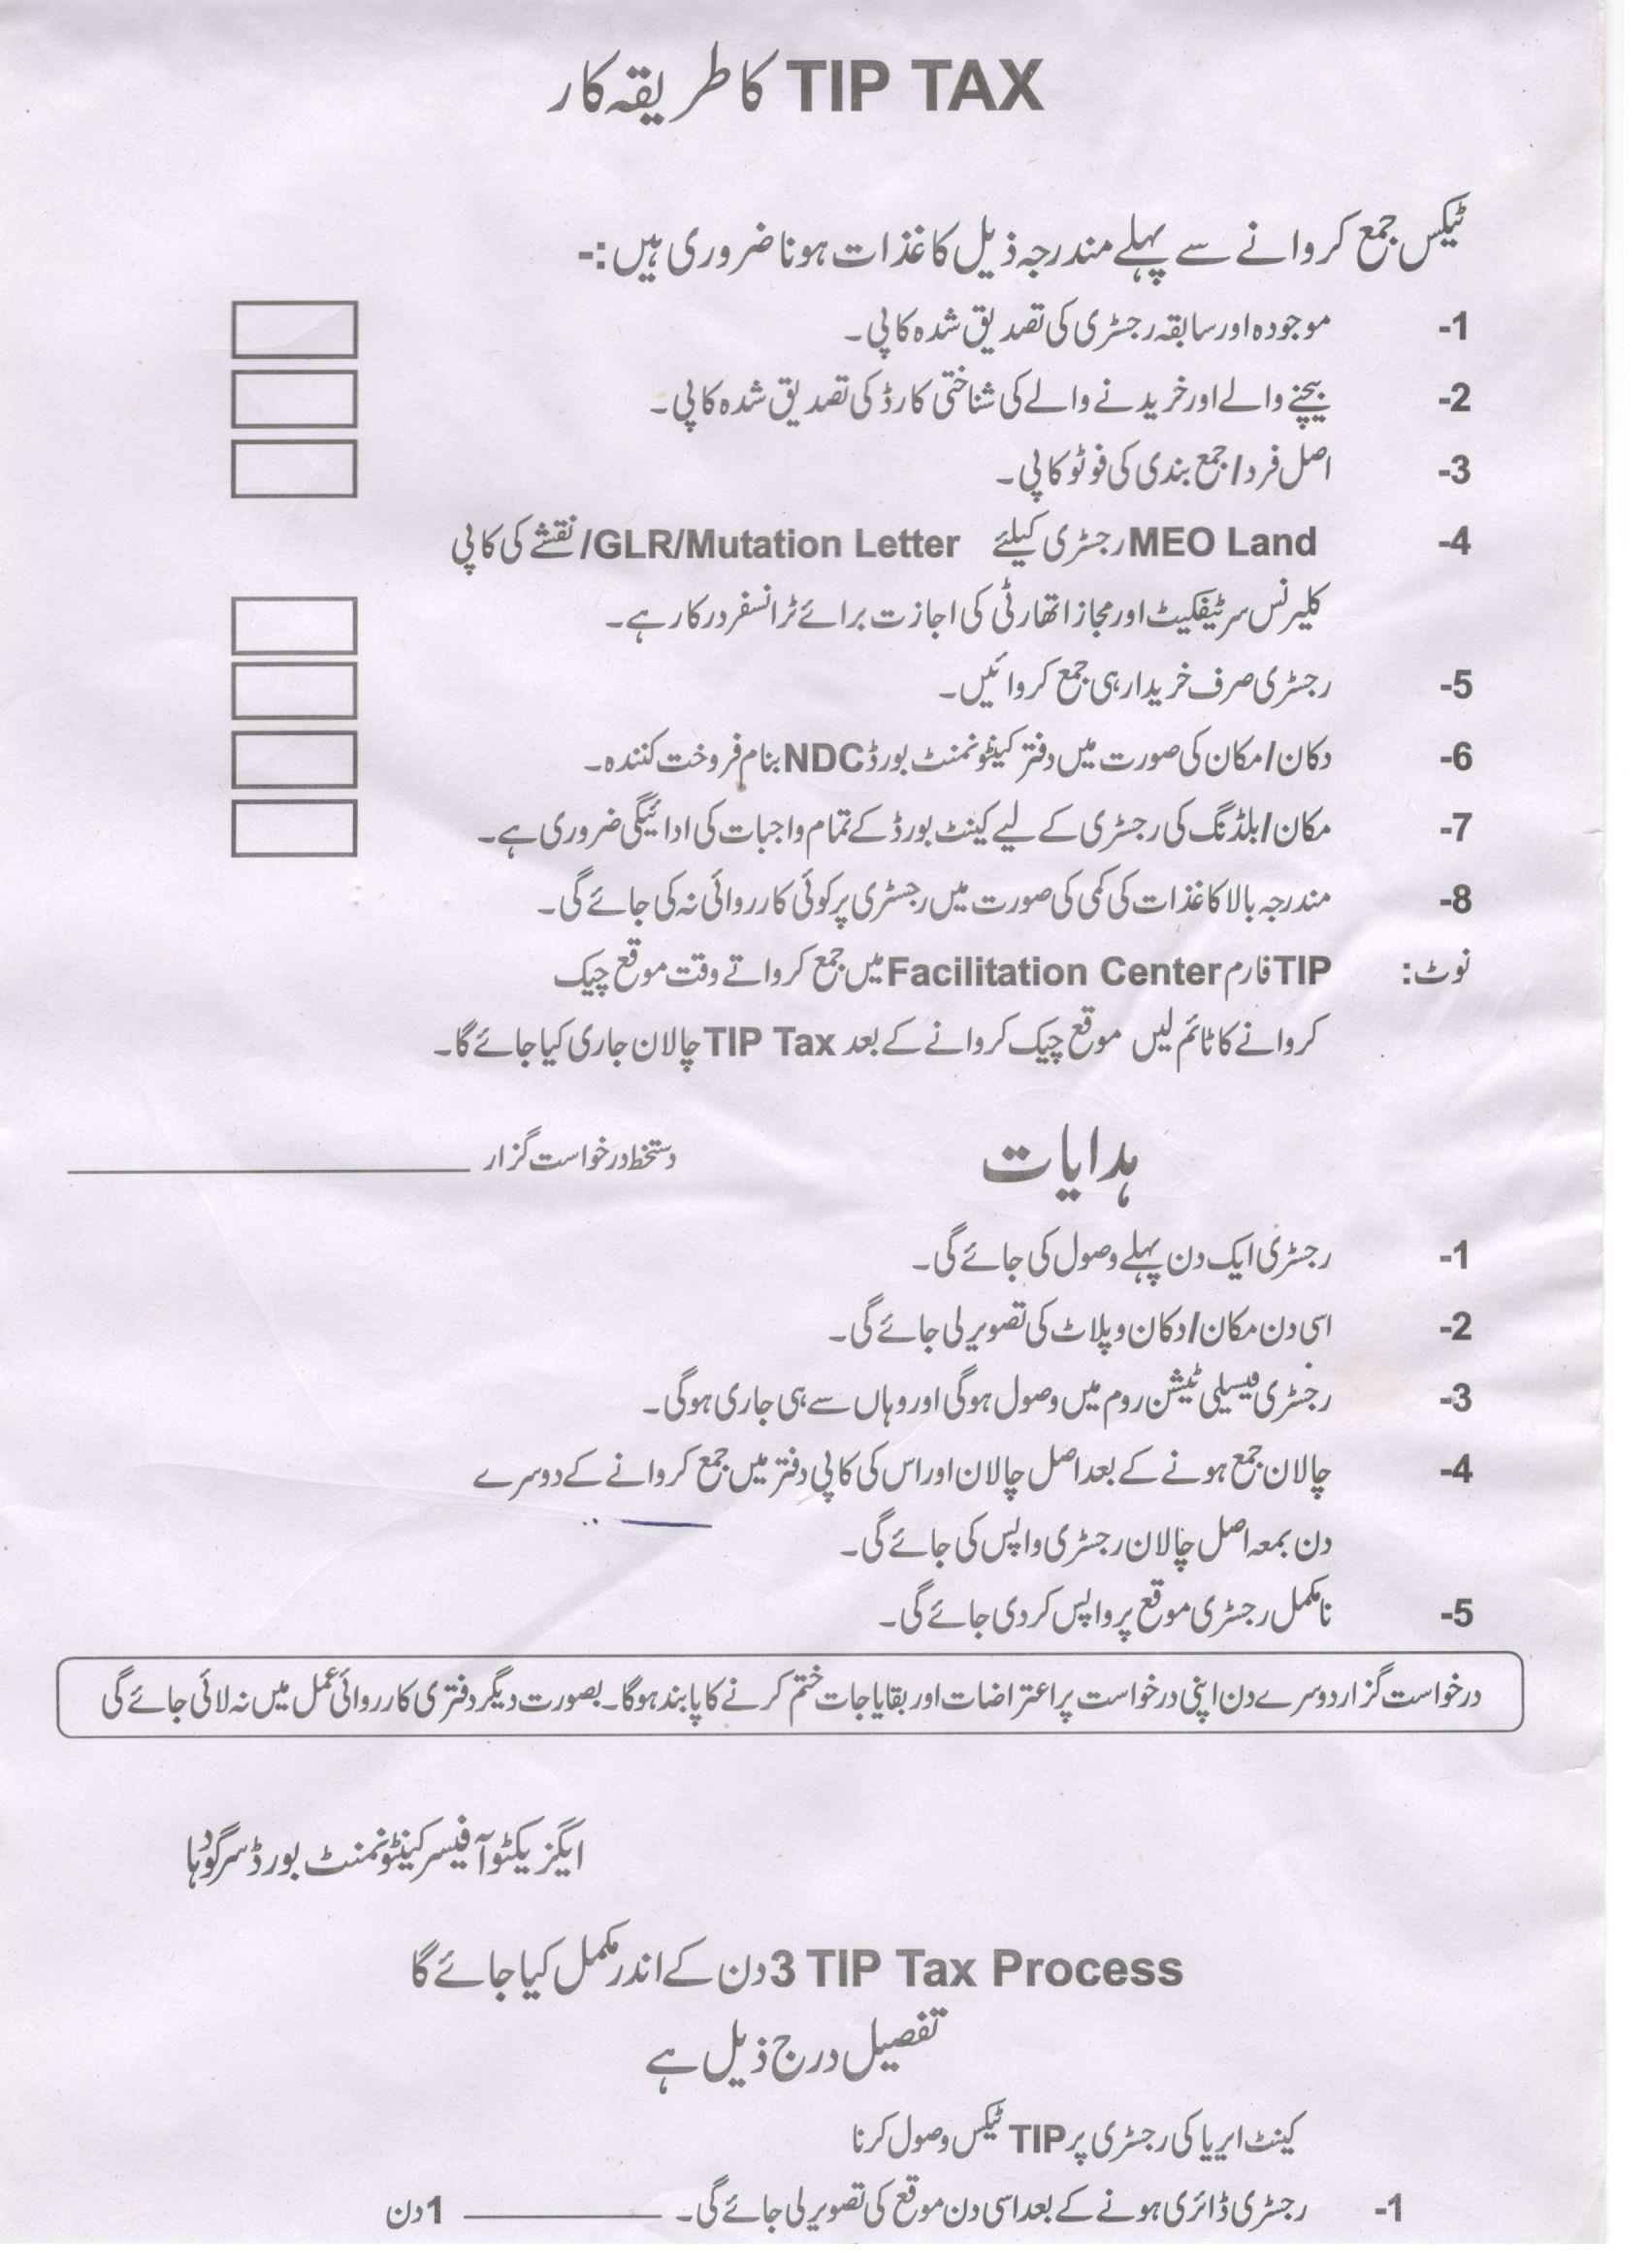 TIP TAX کا طریقہ کار
ٹیکس جمع کروانے سے پہلے مندرجہ ذیل کاغذات ہونا ضروری ہیں:-
1- موجودہ اور سابقہ رجسٹری کی تصدیق شدہ کاپی۔
2- بیچنے والے اور خریدنے والے کی شناختی کارڈ کی تصدیق شدہ کاپی۔
3- اصل فرد/جمع بندی کی فوٹو کاپی۔
4- MEO Land رجسٹری کیلئے GLR/Mutation Letter/نقشے کی کاپی
کلیرنس سرٹیفکیٹ اور مجاز اتھارٹی کی اجازت برائے ٹرانسفر درکار ہے۔
5- رجسٹری صرف خریدار ہی جمع کروائیں۔
6- دکان/مکان کی صورت میں دفتر کینٹونمنٹ بورڈ NDC بنام فروخت کنندہ۔
7- مکان/بلڈنگ کی رجسٹری کے لیے کینٹ بورڈ کے تمام واجبات کی ادائیگی ضروری ہے۔
8- مندرجہ بالا کاغذات کی کمی کی صورت میں رجسٹری پر کوئی کارروائی نہ کی جائے گی۔
نوٹ: TIP فارم Facilitation Center میں جمع کرواتے وقت موقع چیک
کروانے کا ٹائم لیں موقع چیک کروانے کے بعد TIP Tax چالان جاری کیا جائے گا۔
ہدایات
دستخط درخواست گزار
1- رجسٹری ایک دن پہلے وصول کی جائے گی۔
2- اسی دن مکان/دکان و پلاٹ کی تصویر لی جائے گی۔
3- رجسٹری فیسیلی ٹیشن روم میں وصول ہوگی اور وہاں سے ہی جاری ہوگی۔
4- چالان جمع ہونے کے بعد اصل چالان اور اس کی کاپی دفتر میں جمع کروانے کے دوسرے
دن بمعہ اصل چالان رجسٹری واپس کی جائے گی۔
5- نامکمل رجسٹری موقع پر واپس کر دی جائے گی۔
درخواست گزار دوسرے دن اپنی درخواست پر اعتراضات اور بقایا جات ختم کرنے کا پابند ہوگا۔ بصورت دیگر دفتری کارروائی عمل میں نہ لائی جائے گی
ایگزیکٹو آفیسر کینٹونمنٹ بورڈ سرگودہا
TIP Tax Process 3 دن کے اندر مکمل کیا جائے گا
تفصیل درج ذیل ہے
کینٹ ایریا کی رجسٹری پر TIP ٹیکس وصول کرنا
1- رجسٹری ڈائری ہونے کے بعد اسی دن موقع کی تصویر لی جائے گی۔ 1 دن